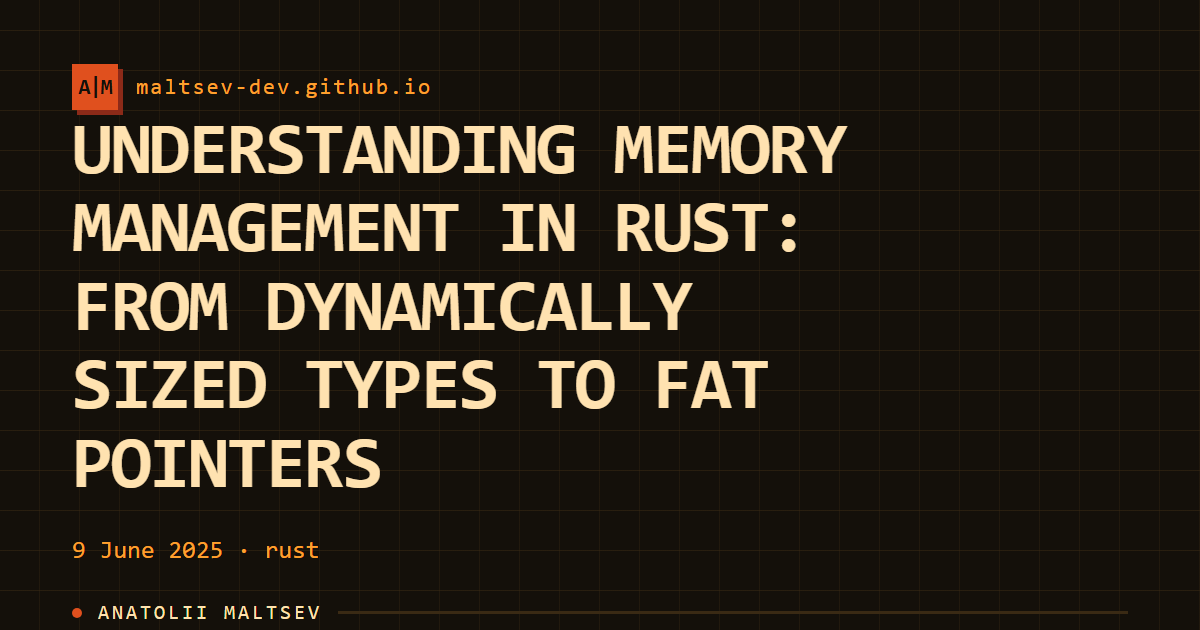 A|M maltsev-dev.github.io
UNDERSTANDING MEMORY
MANAGEMENT IN RUST:
FROM DYNAMICALLY
SIZED TYPES TO FAT
POINTERS
9 June 2025 · rust
ANATOLII MALTSEV